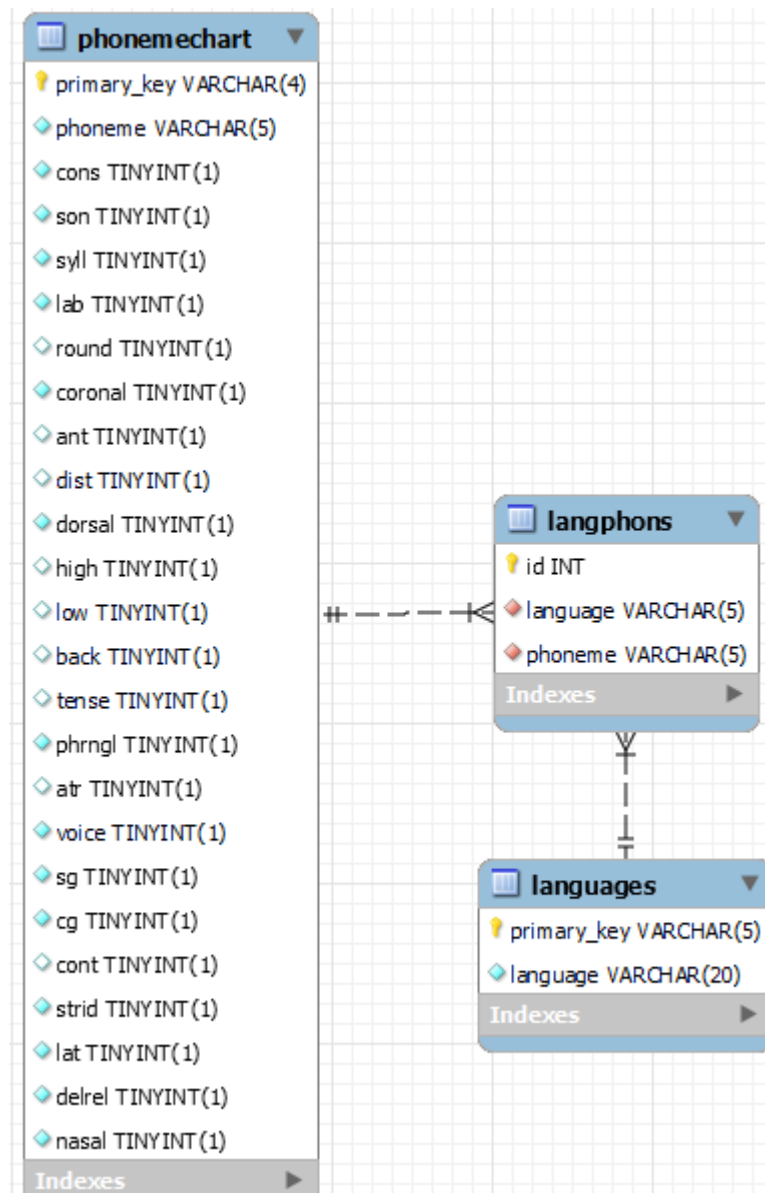 phonemechart
primary_key VARCHAR(4)
phoneme VARCHAR(5)
cons TINYINT(1)
son TINYINT(1)
syll TINYINT(1)
lab TINYINT(1)
round TINYINT(1)
coronal TINYINT(1)
ant TINYINT(1)
dist TINYINT(1)
dorsal TINYINT(1)
high TINYINT(1)
low TINYINT(1)
back TINYINT(1)
tense TINYINT(1)
phrngl TINYINT(1)
atr TINYINT(1)
voice TINYINT(1)
sg TINYINT(1)
cg TINYINT(1)
cont TINYINT(1)
strid TINYINT(1)
lat TINYINT(1)
delrel TINYINT(1)
nasal TINYINT(1)
Indexes
langphons
id INT
language VARCHAR(5)
phoneme VARCHAR(5)
Indexes
languages
primary_key VARCHAR(5)
language VARCHAR(20)
Indexes